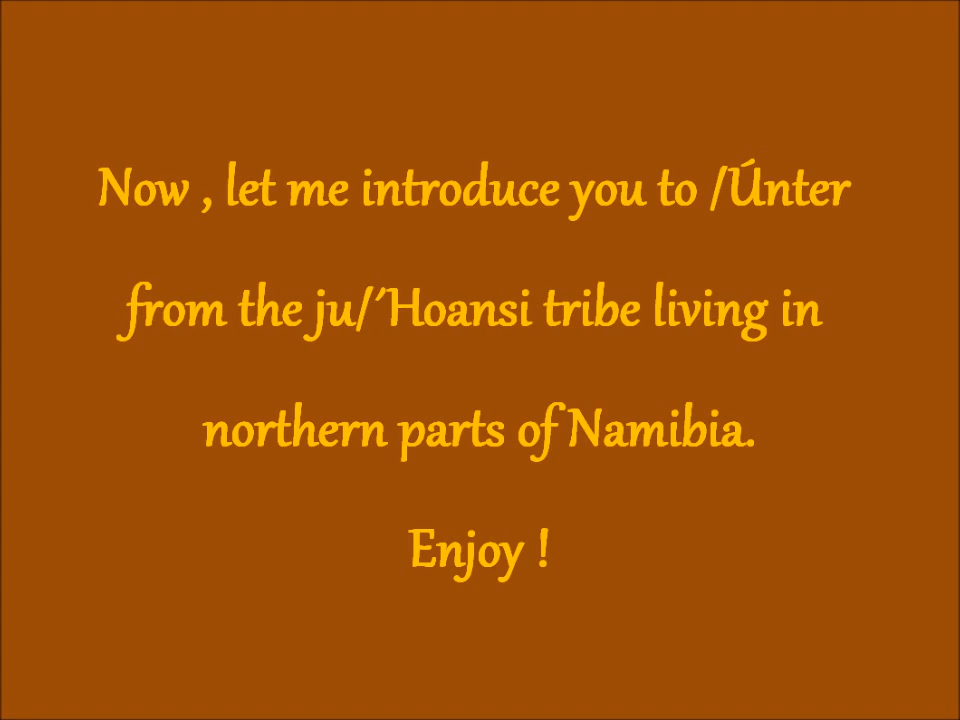 Now , let me introduce you to /Únter
from the ju/´Hoansi tribe living in
northern parts of Namibia.
Enjoy !